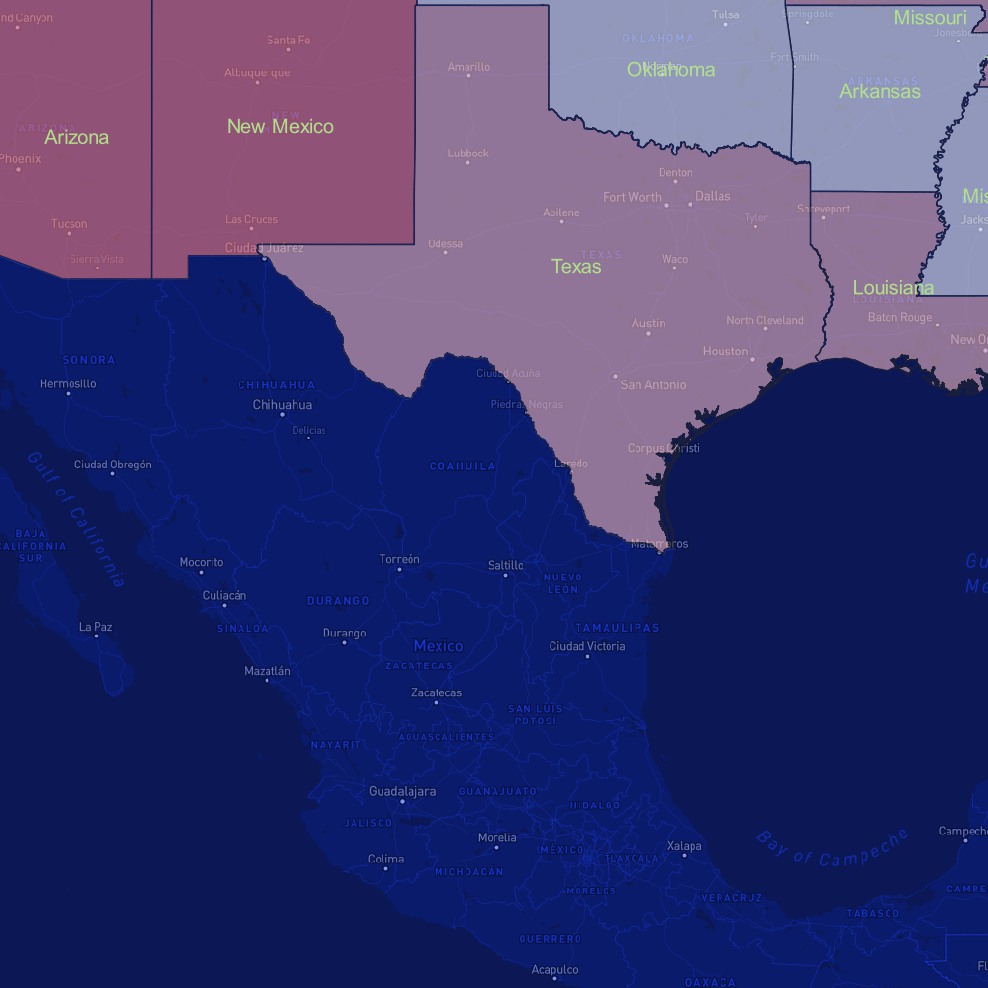 nd Canyon
Santa Fe
Albuque que
ARIZONA
Arizona
NEW
New Mexico
Phoenix
Tucson
Sierra Vista
Las Cruces
Ciudad Juárez
Amarillo
Lubbock
Odessa
Tulsa
OKLAHOMA
Oklahoma
Springdale
Fort Smith
Missouri
Jonesbo
ARKANSAS
Arkansas
Mis
Jacks
Denton
Fort Worth
Dallas
Abilene
Tyler
TEXAS
Texas
Waco
Shreveport
Louisiana
LOUISIANA
Baton Rouge
New O
Austin
North Cleveland
Houston
San Antonio
Ciudad Acuña
Piedras Negras
Corpus Christi
Laredo
Matamoros
SONORA
Hermosillo
CHIHUAHUA
Chihuahua
Delicias
Ciudad Obregón
COAHUILA
Gulf of California
BAJA
CALIFORNIA
SUR
Mocorito
Culiacán
SINALOA
La Paz
Mazatlán
Torreón
Saltillo
NUEVO
LEÓN
DURANGO
Durango
TAMAULIPAS
Mexico
Ciudad Victoria
ZACATECAS
Zacatecas
SAN LUIS
POTOSÍ
NAYARIT
AGUASCALIENTES
Guadalajara
GUANAJUATO
HIDALGO
JALISCO
Morelia
MÉXICO
TLAXCALA
Xalapa
Colima
MICHOACÁN
MORELOS
VERACRUZ
Bay of Campeche
Campeche
CAMPE
TABASCO
GUERRERO
Acapulco
OAXACA
Gu
Me
Fl